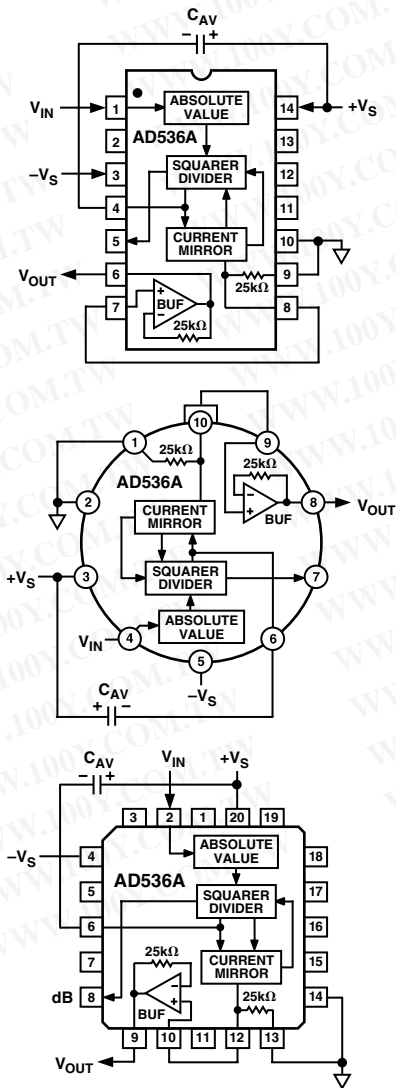 C_AV
− +
V_IN
1
ABSOLUTE
VALUE
14
+V_S
2
AD536A
13
−V_S
3
SQUARER
DIVIDER
12
4
11
5
CURRENT
MIRROR
10
V_OUT
6
25kΩ
9
7
+
−
BUF
8
25kΩ
10
1
9
25kΩ
25kΩ
AD536A
2
CURRENT
MIRROR
−
+
BUF
8
V_OUT
+V_S
3
SQUARER
DIVIDER
7
V_IN
4
ABSOLUTE
VALUE
6
5
C_AV
+ −
−V_S
C_AV
− +
V_IN
+V_S
3
2
1
20
19
−V_S
4
ABSOLUTE
VALUE
18
5
AD536A
SQUARER
DIVIDER
17
6
16
7
25kΩ
CURRENT
MIRROR
15
dB
8
−
+
BUF
25kΩ
14
9
10
11
12
13
V_OUT
WWW.100Y.COM.TW